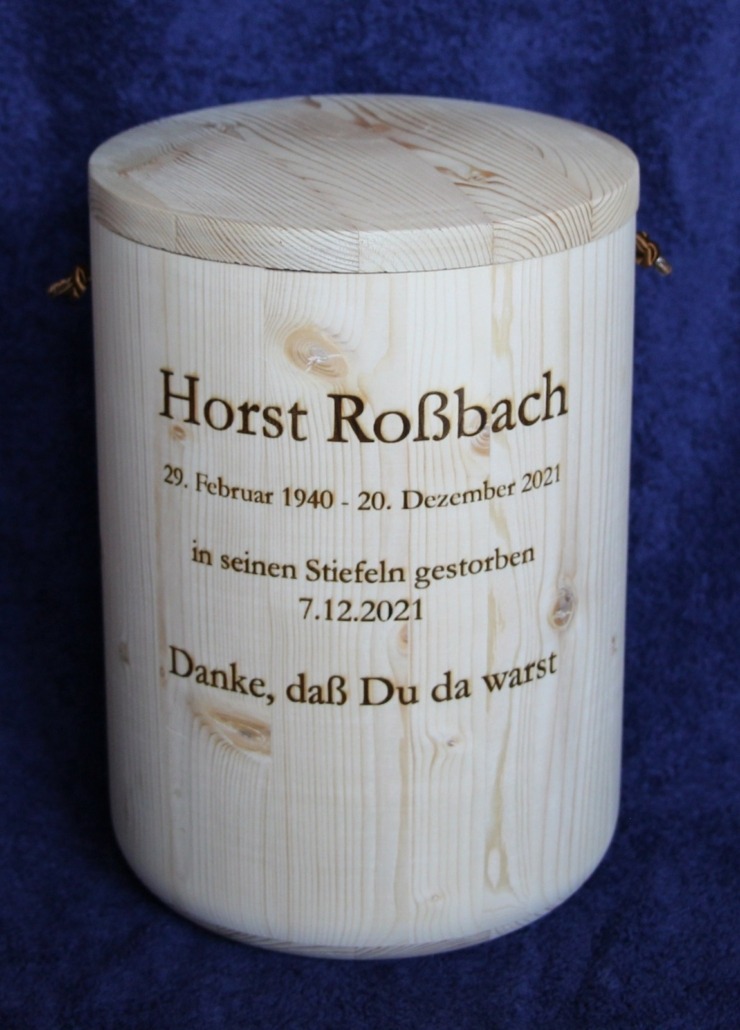 Horst Roßbach
29. Februar 1940 - 20. Dezember 2021
in seinen Stiefeln gestorben
7.12.2021
Danke, daß Du da warst